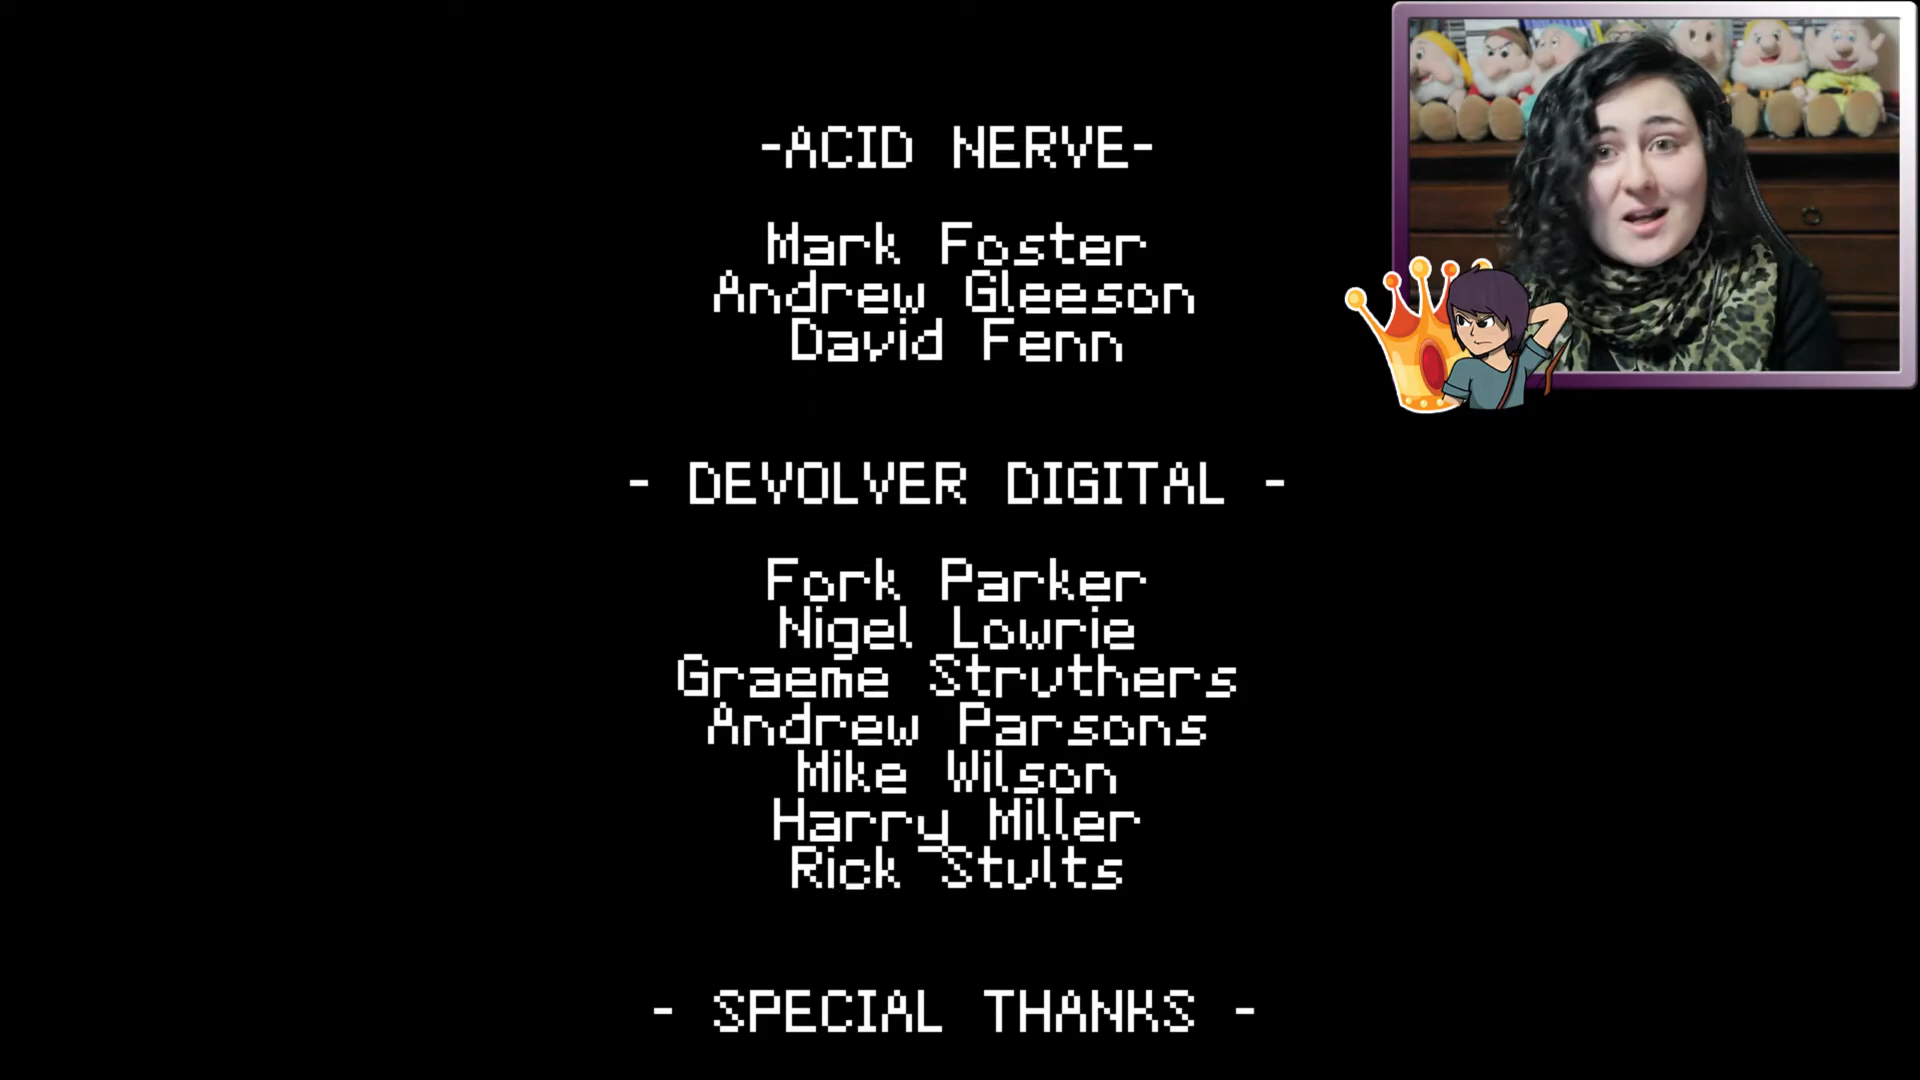 -ACID NERVE-
Mark Foster
Andrew Gleeson
David Fenn
- DEVOLVER DIGITAL -
Fork Parker
Nigel Lowrie
Graeme Struthers
Andrew Parsons
Mike Wilson
Harry Miller
Rick Stults
- SPECIAL THANKS -